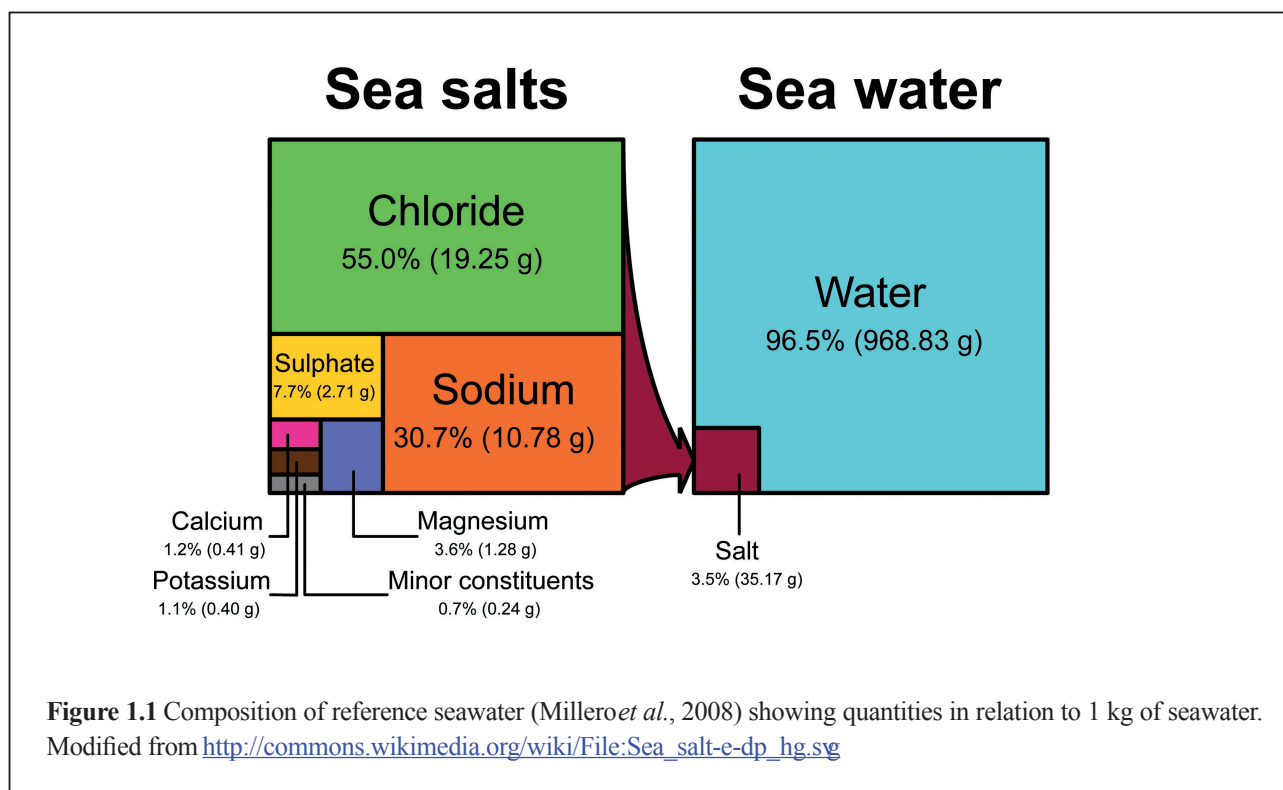 Sea salts
Sea water
Chloride
55.0% (19.25 g)
Sulphate
7.7% (2.71 g)
Sodium
30.7% (10.78 g)
Water
96.5% (968.83 g)
Calcium
1.2% (0.41 g)
Magnesium
3.6% (1.28 g)
Potassium
1.1% (0.40 g)
Minor constituents
0.7% (0.24 g)
Salt
3.5% (35.17 g)
Figure 1.1 Composition of reference seawater (Millero et al., 2008) showing quantities in relation to 1 kg of seawater.
Modified from http://commons.wikimedia.org/wiki/File:Sea_salt-e-dp_hg.svg